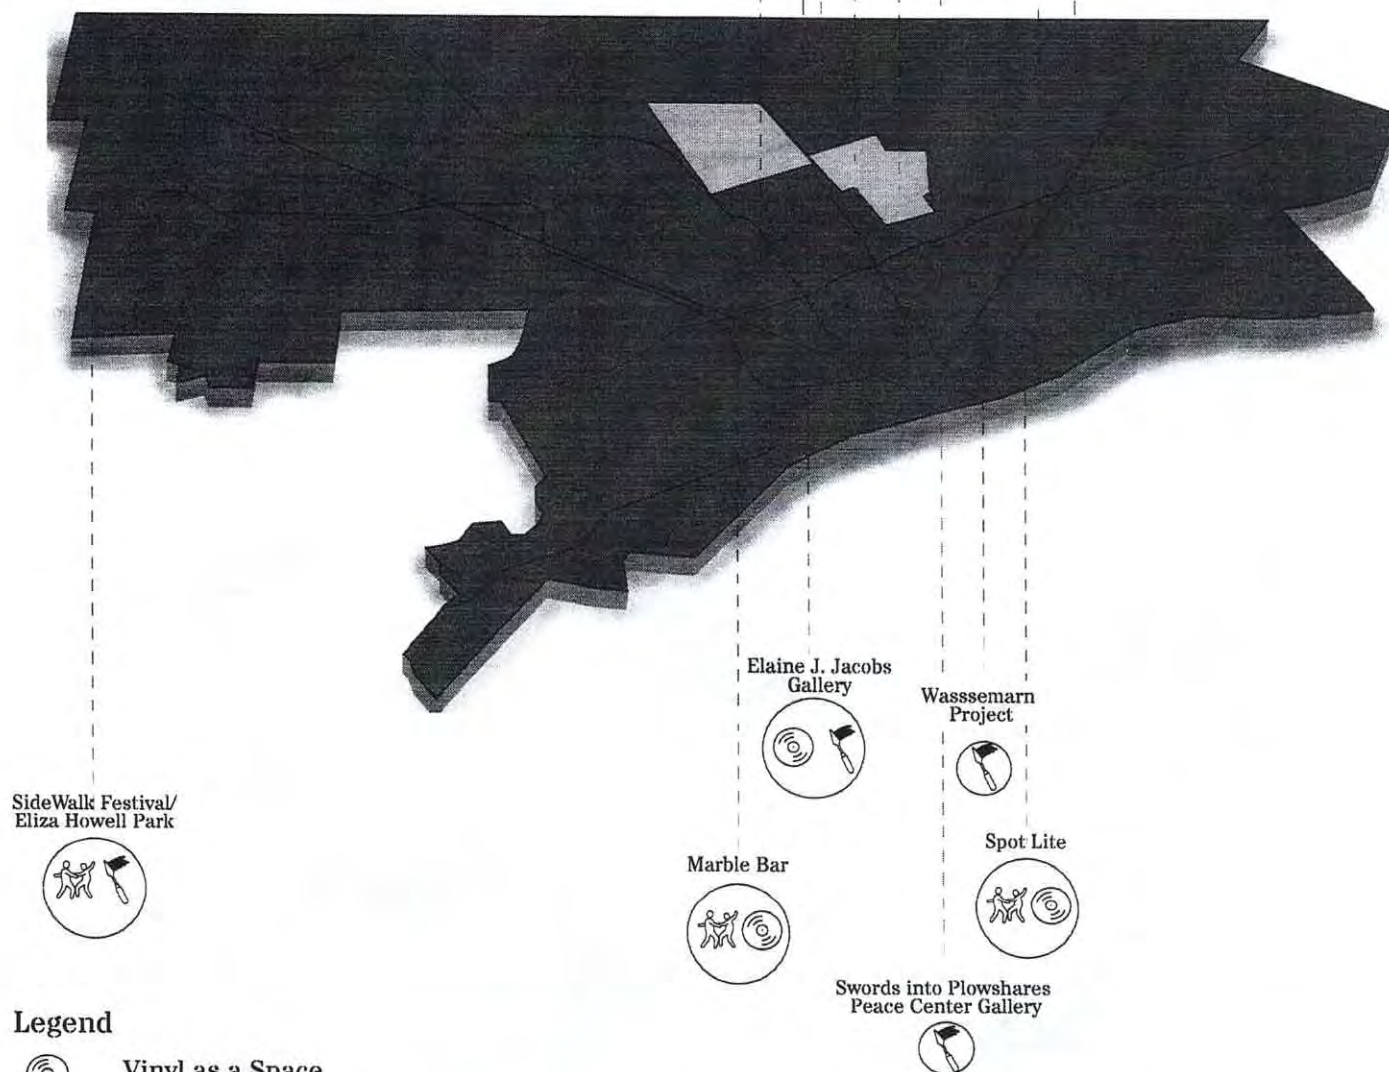 Elaine J. Jacobs
Gallery
Wasssemarn
Project
SideWalk Festival/
Eliza Howell Park
Marble Bar
Spot Lite
Swords into Plowshares
Peace Center Gallery
Legend
Vinyl as a Space